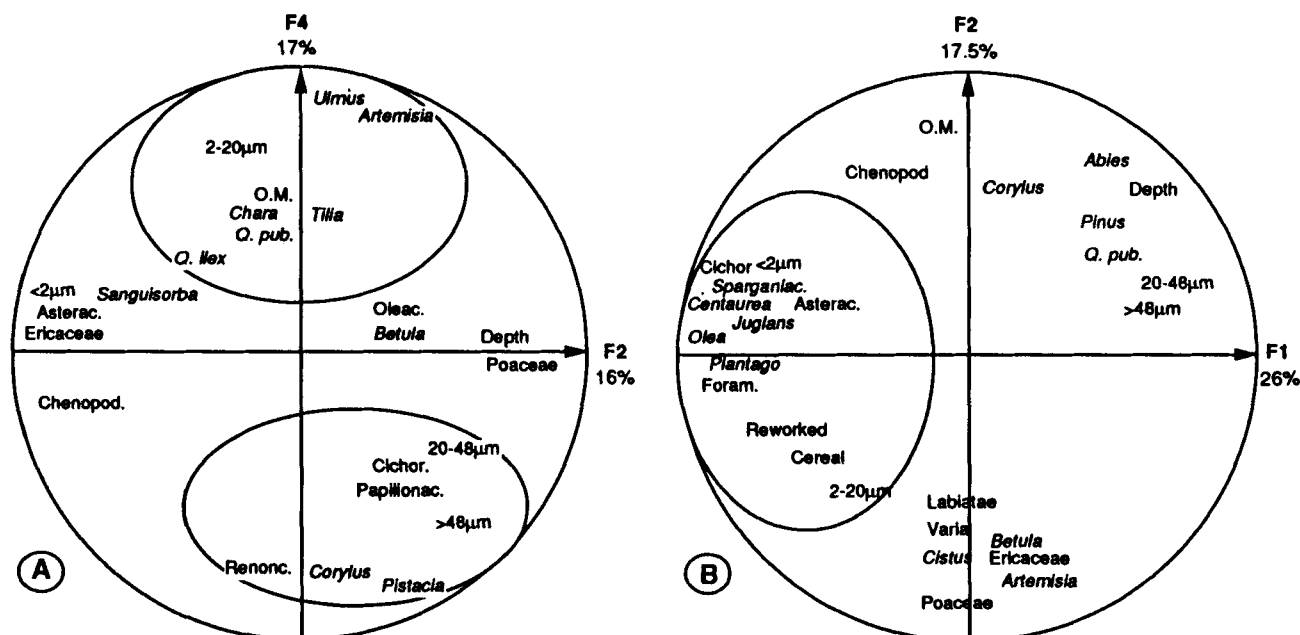 F4
17%
Ulmus
Artemisia
2-20µm
O.M.
Chara Tilia
Q. pub.
Q. ilex
<2µm Sanguisorba
Asterac.
Ericaceae
Oleac.
Betula
Depth
F2
Poaceae
16%
Chenopod.
20-48µm
Cichor.
Papilionac.
>48µm
Renonc. Corylus
Pistacia
A
F2
17.5%
O.M.
Chenopod
Corylus
Abies
Depth
Pinus
Q. pub.
20-48µm
>48µm
Cichor <2µm
Sparganiac.
Centaurea Asterac.
Juglans
Olea
F1
26%
Plantago
Foram.
Reworked
Cereal
2-20µm
Labiatae
Varia
Betula
Cistus Ericaceae
Artemisia
Poaceae
B